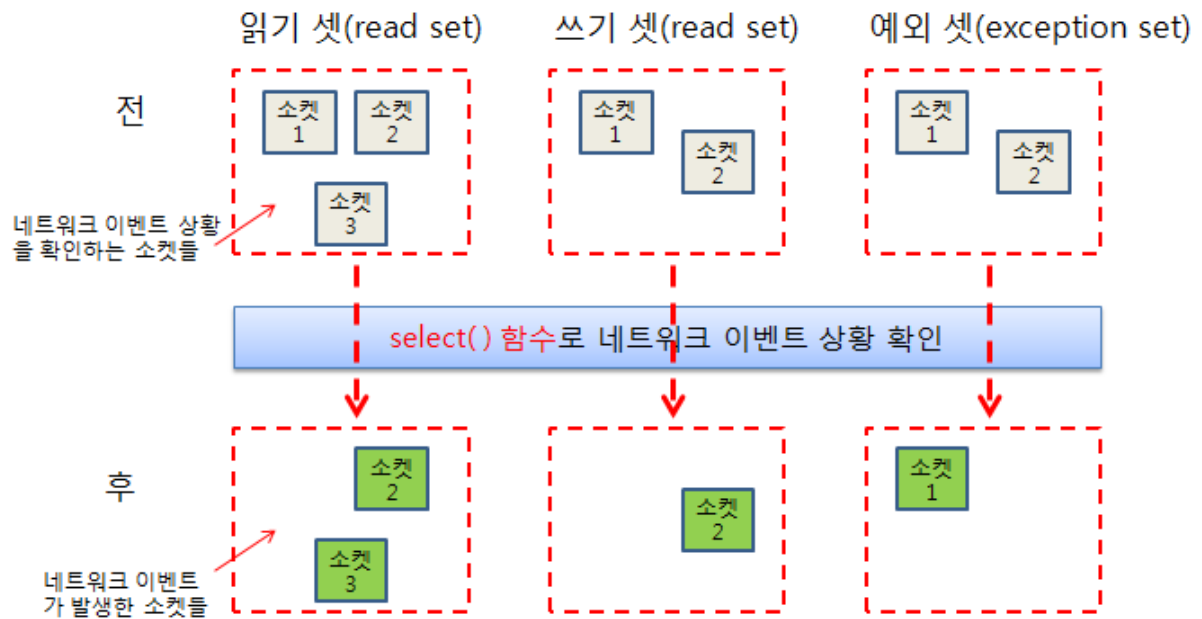 읽기 셋(read set)
쓰기 셋(read set)
예외 셋(exception set)
전
소켓
1
소켓
2
소켓
3
소켓
1
소켓
2
소켓
1
소켓
2
네트워크 이벤트 상황
을 확인하는 소켓들
select( ) 함수로 네트워크 이벤트 상황 확인
후
소켓
2
소켓
3
소켓
2
소켓
1
네트워크 이벤트
가 발생한 소켓들